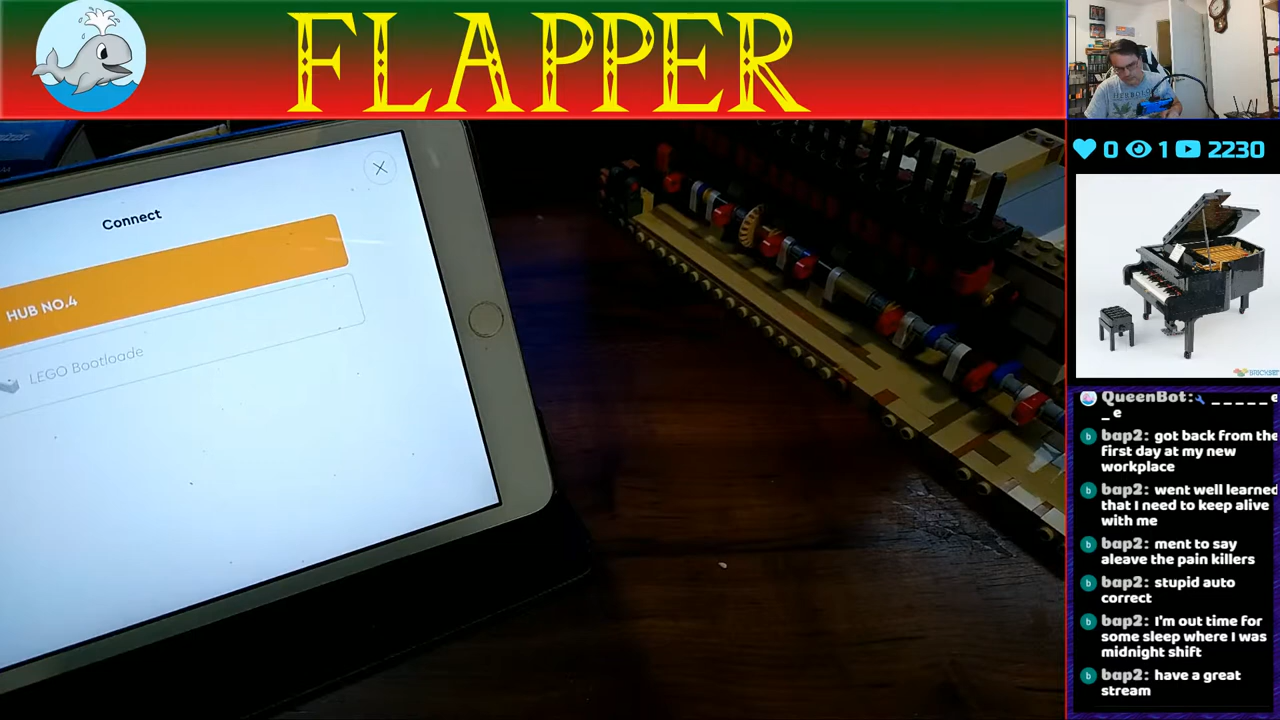 FLAPPER
Connect
HUB NO.4
LEGO Bootloade
0 1 2230
QueenBot: _ _ _ _ _ e
_ e
bap2: got back from the
first day at my new
workplace
bap2: went well learned
that I need to keep alive
with me
bap2: ment to say
aleave the pain killers
bap2: stupid auto
correct
bap2: I'm out time for
some sleep where I was
midnight shift
bap2: have a great
stream